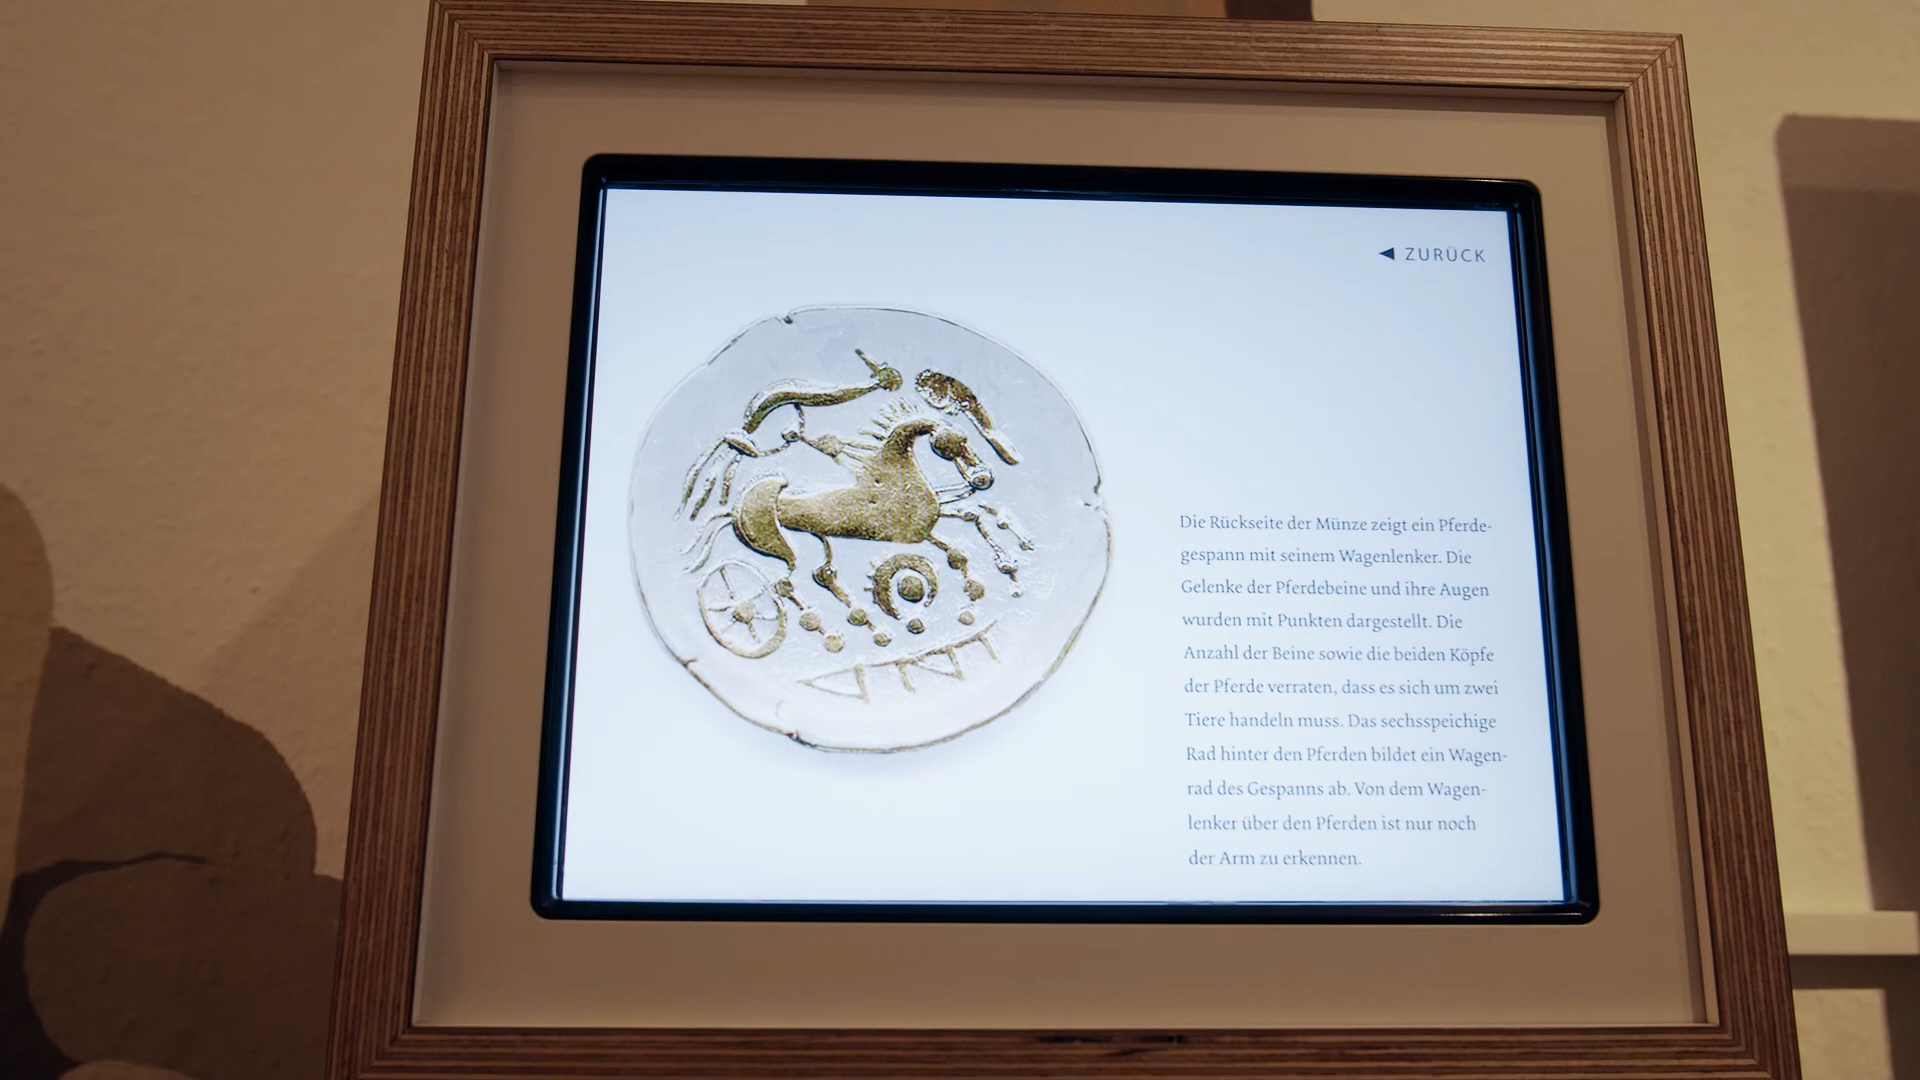 ◄ ZURÜCK
Die Rückseite der Münze zeigt ein Pferde-
gespann mit seinem Wagenlenker. Die
Gelenke der Pferdebeine und ihre Augen
wurden mit Punkten dargestellt. Die
Anzahl der Beine sowie die beiden Köpfe
der Pferde verraten, dass es sich um zwei
Tiere handeln muss. Das sechsspeichige
Rad hinter den Pferden bildet ein Wagen-
rad des Gespanns ab. Von dem Wagen-
lenker über den Pferden ist nur noch
der Arm zu erkennen.